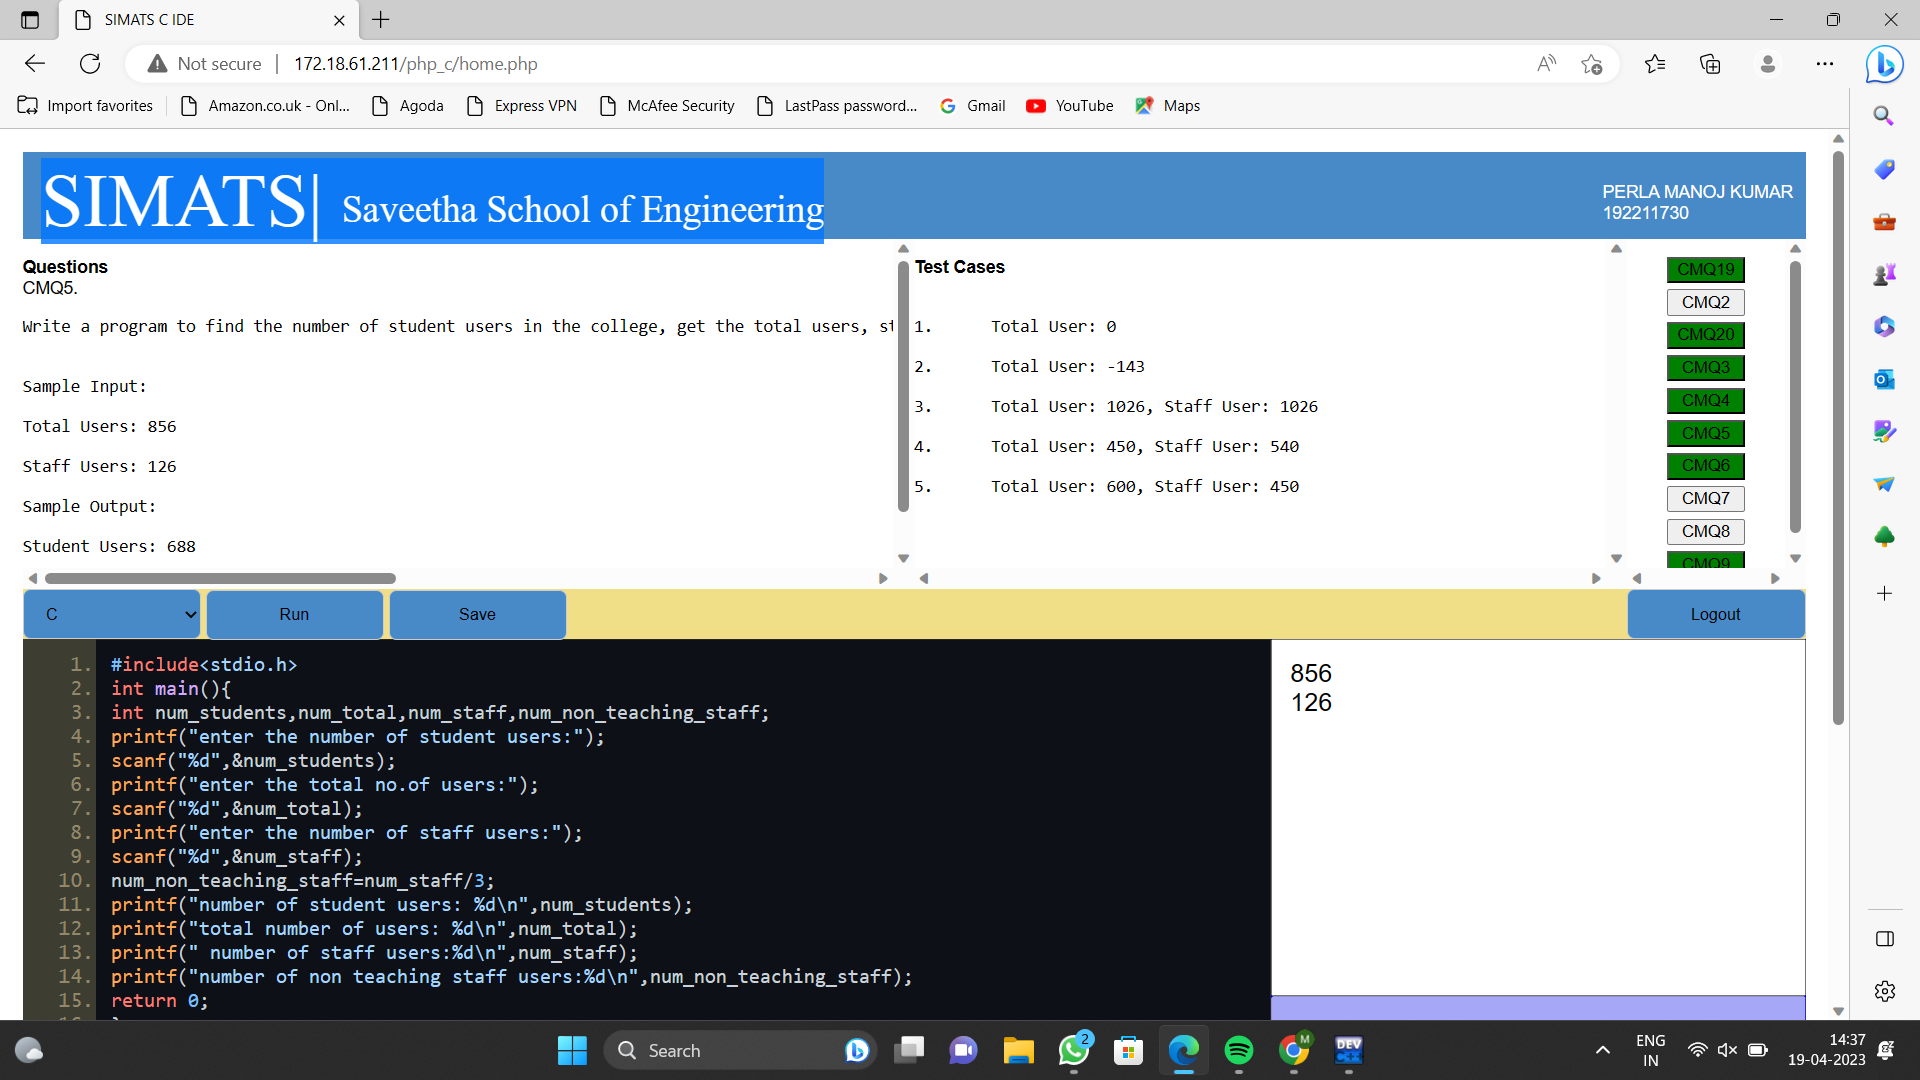 SIMATS C IDE
Not secure
172.18.61.211/php_c/home.php
Import favorites
Amazon.co.uk - Onl...
Agoda
Express VPN
McAfee Security
LastPass password...
Gmail
YouTube
Maps
SIMATS| Saveetha School of Engineering
PERLA MANOJ KUMAR
192211730
Questions
CMQ5.
Write a program to find the number of student users in the college, get the total users, st
Sample Input:
Total Users: 856
Staff Users: 126
Sample Output:
Student Users: 688
Test Cases
1. Total User: 0
2. Total User: -143
3. Total User: 1026, Staff User: 1026
4. Total User: 450, Staff User: 540
5. Total User: 600, Staff User: 450
CMQ19
CMQ2
CMQ20
CMQ3
CMQ4
CMQ5
CMQ6
CMQ7
CMQ8
CMQ9
C
Run
Save
Logout
1. #include<stdio.h>
2. int main(){
3. int num_students,num_total,num_staff,num_non_teaching_staff;
4. printf("enter the number of student users:");
5. scanf("%d",&num_students);
6. printf("enter the total no.of users:");
7. scanf("%d",&num_total);
8. printf("enter the number of staff users:");
9. scanf("%d",&num_staff);
10. num_non_teaching_staff=num_staff/3;
11. printf("number of student users: %d\n",num_students);
12. printf("total number of users: %d\n",num_total);
13. printf(" number of staff users:%d\n",num_staff);
14. printf("number of non teaching staff users:%d\n",num_non_teaching_staff);
15. return 0;
856
126
Search
2
M
DEV
C++
ENG
IN
14:37
19-04-2023